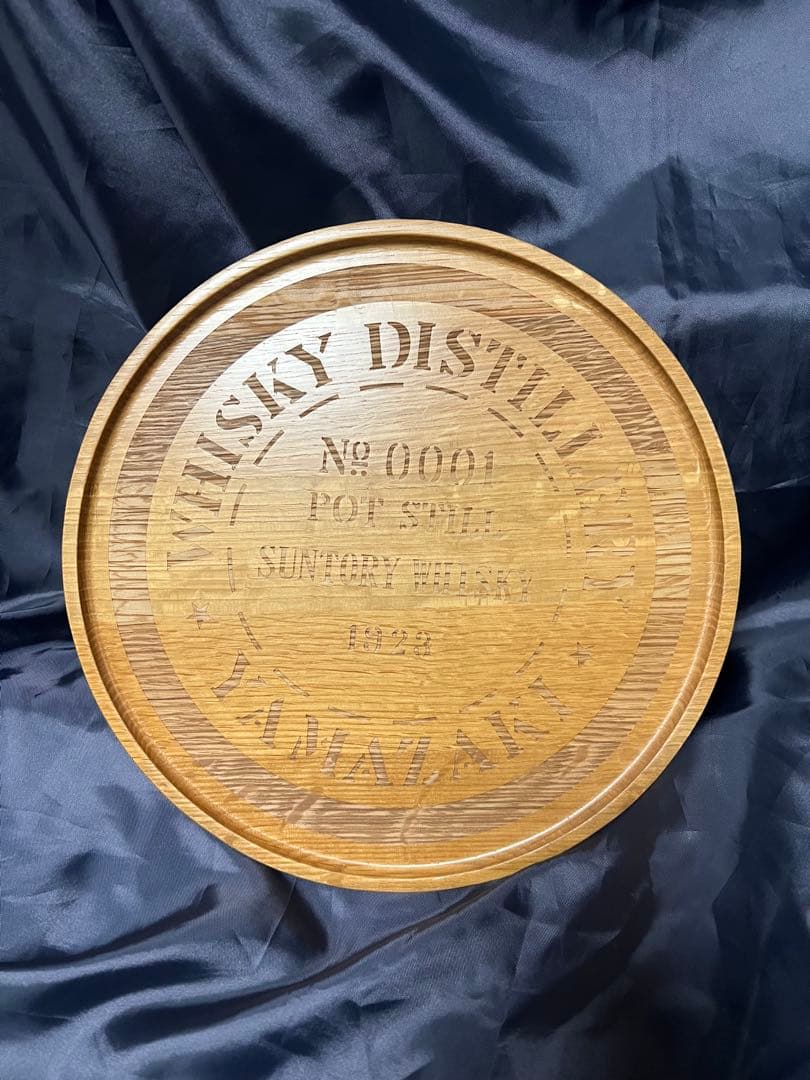 WHISKY DISTILLERY
№ 0001
POT STILL
SUNTORY WHISKY
1923
YAMAZAKI